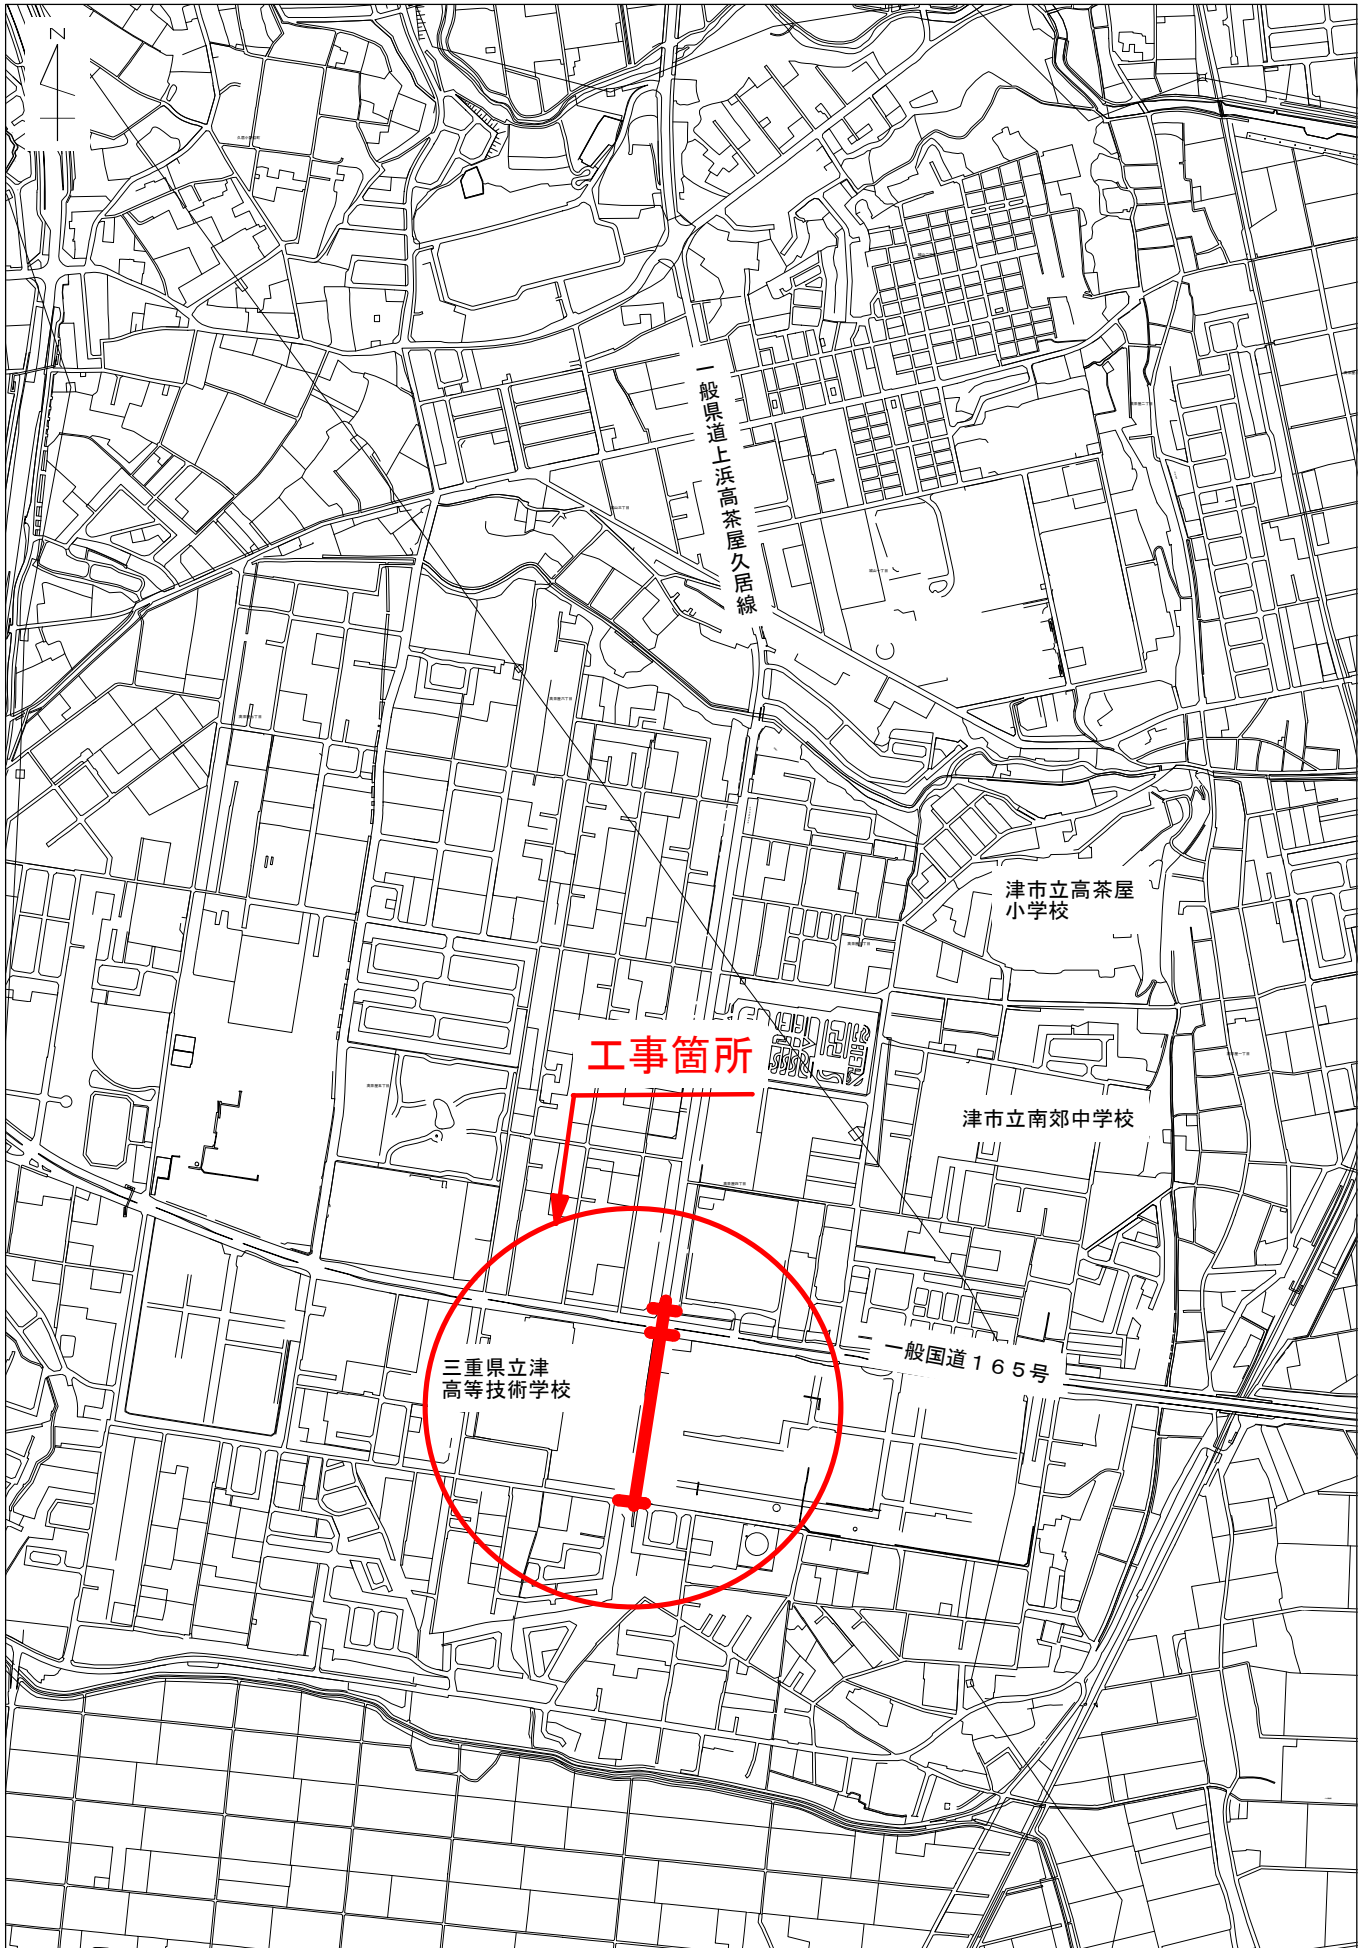 N
一般県道上浜高茶屋久居線
津市立高茶屋
小学校
工事箇所
津市立南郊中学校
一般国道165号
三重県立津
高等技術学校